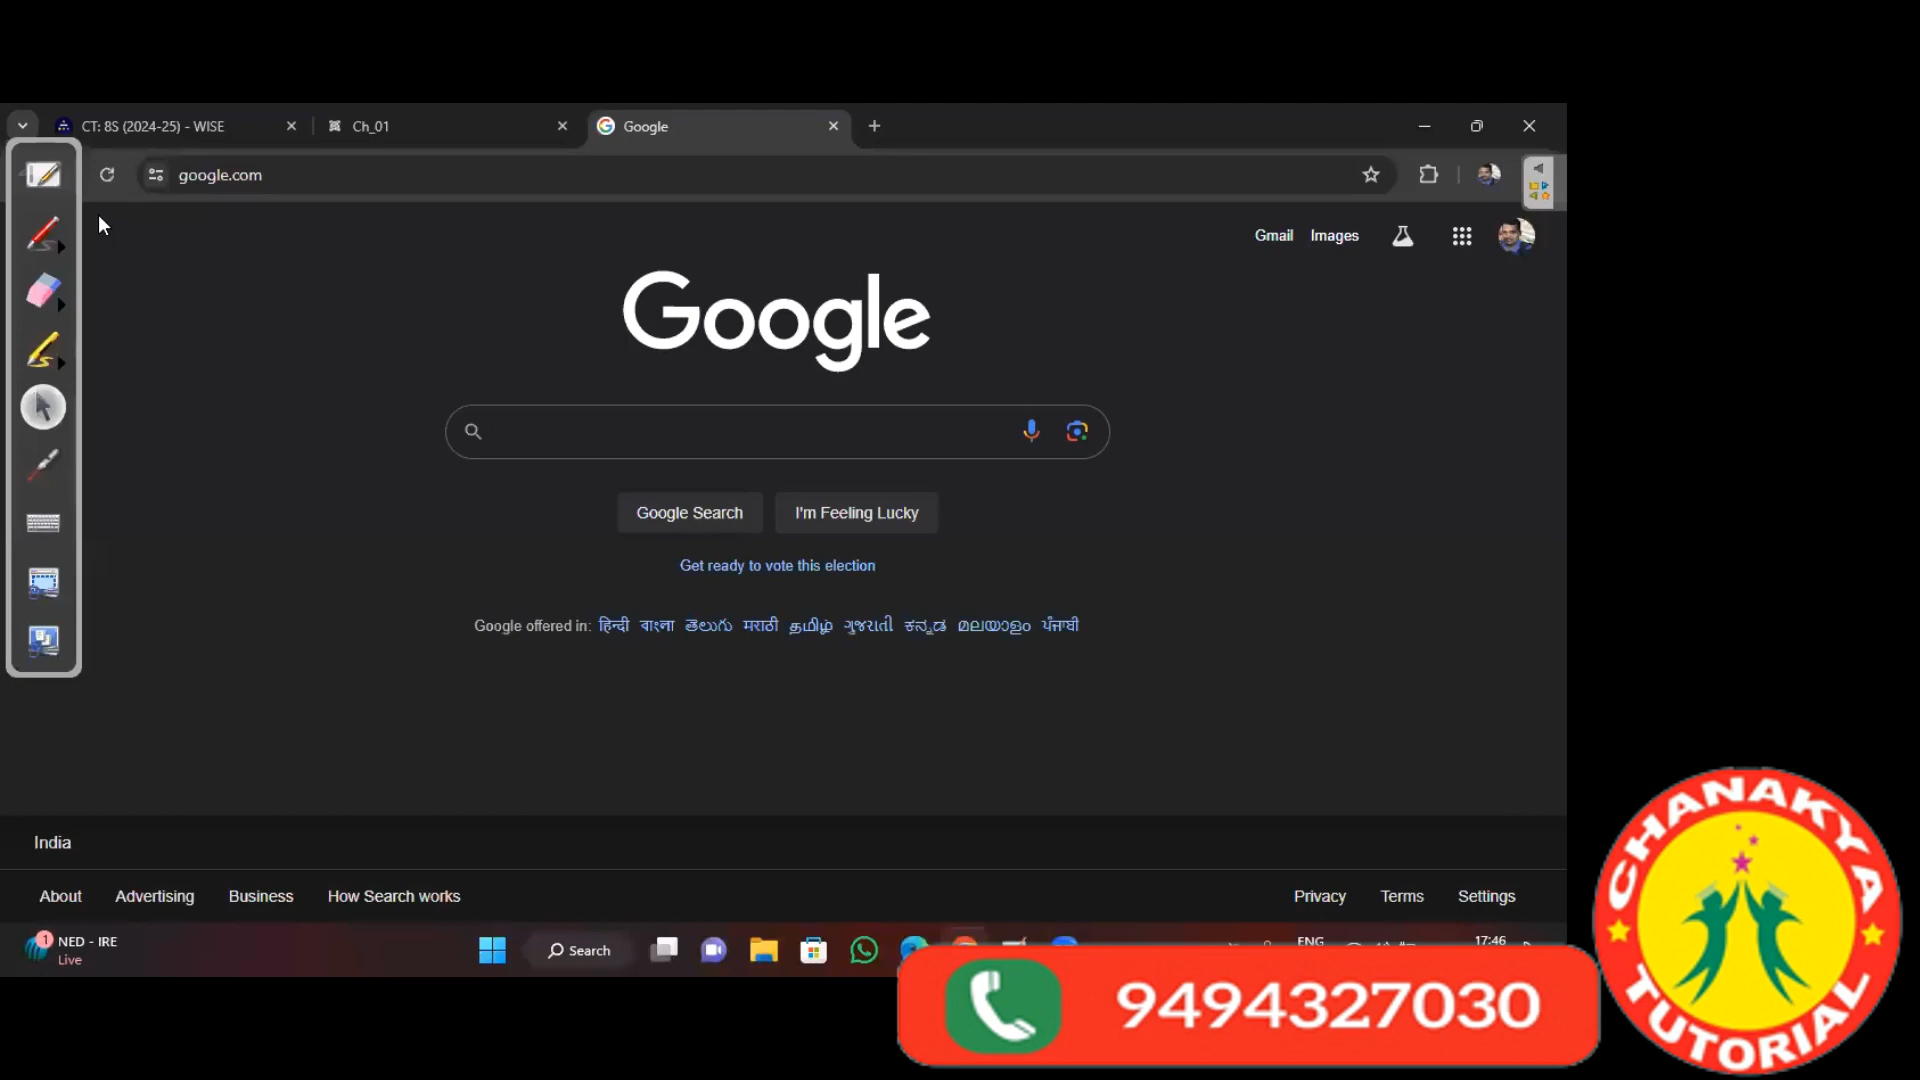 CT: 8S (2024-25) - WISE
Ch_01
Google
google.com
Gmail Images
Google
Google Search
I'm Feeling Lucky
Get ready to vote this election
Google offered in: हिन्दी বাংলা తెలుగు मराठी தமிழ் ગુજરાતી ಕನ್ನಡ മലയാളം ਪੰਜਾਬੀ
India
About Advertising Business How Search works
Privacy Terms Settings
1
NED - IRE
Live
Search
ENG
17:46
9494327030
CHANAKYA
TUTORIAL